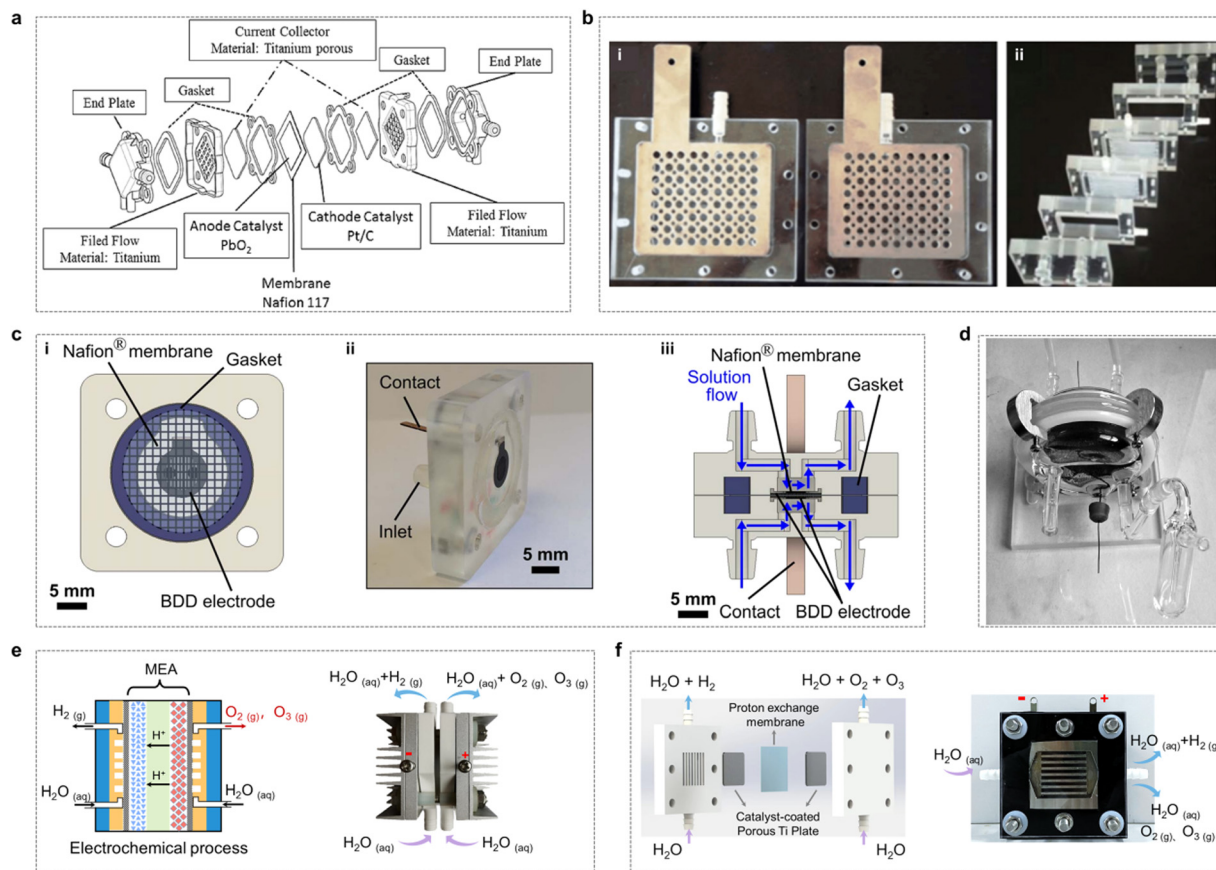 a
Current Collector
Material: Titanium porous
End Plate
Gasket
Gasket
End Plate
Filed Flow
Material: Titanium
Anode Catalyst
PbO₂
Cathode Catalyst
Pt/C
Filed Flow
Material: Titanium
Membrane
Nafion 117
b
i
ii
c
i
Nafion® membrane
Gasket
5 mm
BDD electrode
ii
Contact
Inlet
5 mm
iii
Nafion® membrane
Solution
flow
Gasket
5 mm
Contact
BDD electrode
d
e
MEA
H₂ (g)
O₂ (g)、 O₃ (g)
H⁺
H⁺
H₂O (aq)
H₂O (aq)
Electrochemical process
H₂O (aq)+H₂ (g)
H₂O (aq)+ O₂ (g)、 O₃ (g)
-
+
H₂O (aq)
H₂O (aq)
f
H₂O + H₂
H₂O + O₂ + O₃
Proton exchange
membrane
Catalyst-coated
Porous Ti Plate
H₂O
H₂O
-
+
H₂O (aq)
H₂O (aq)+H₂ (g)
H₂O (aq)
O₂ (g)、 O₃ (g)